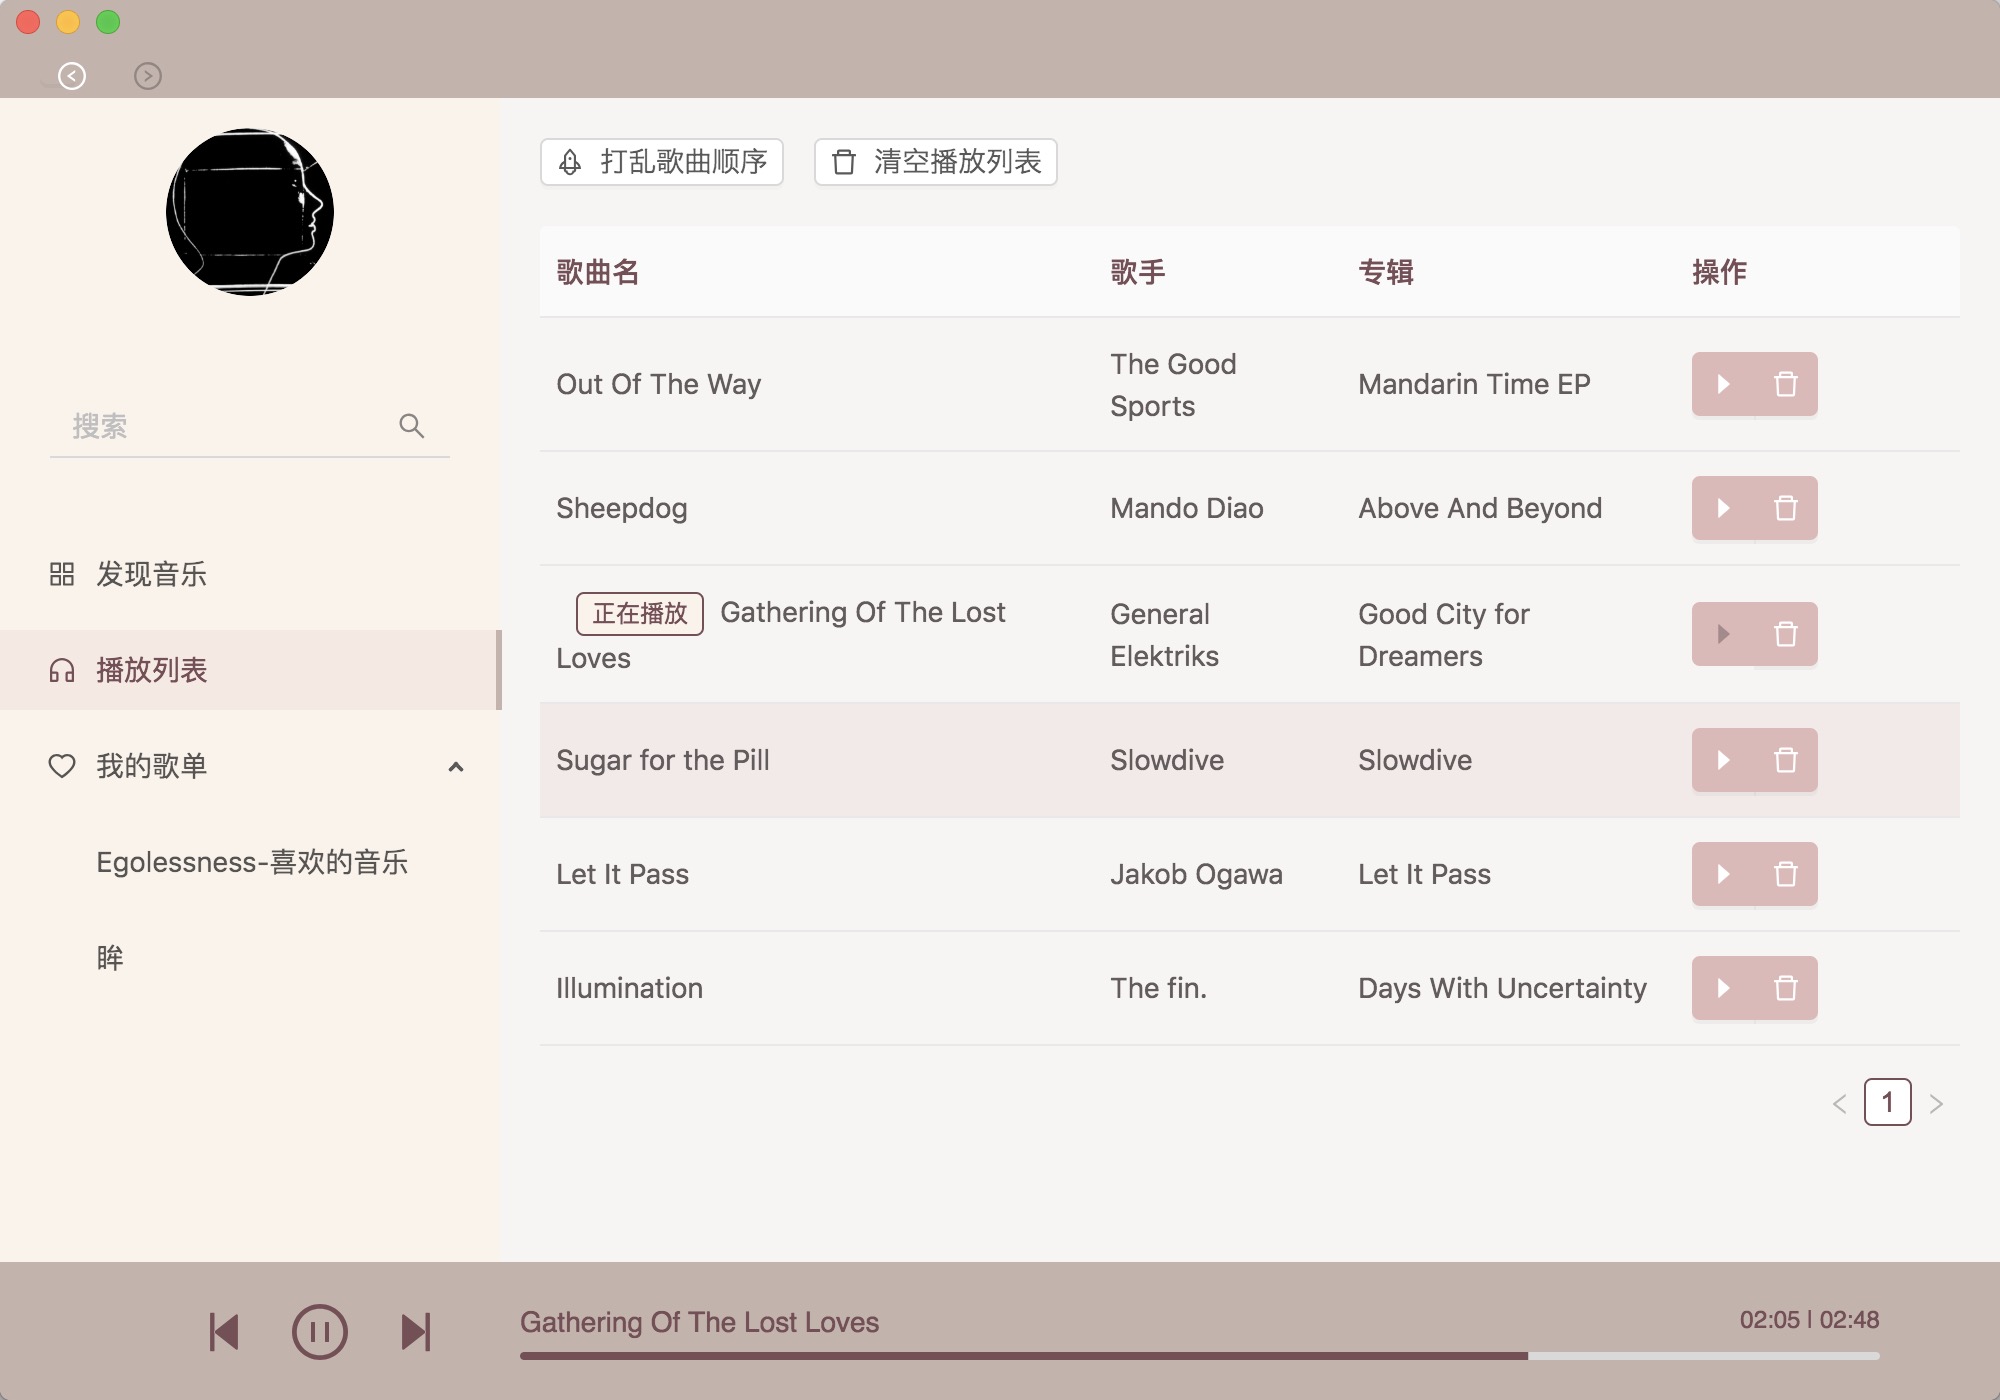 搜索
发现音乐
播放列表
我的歌单
Egolessness-喜欢的音乐
眸
打乱歌曲顺序
清空播放列表
歌曲名 歌手 专辑 操作
Out Of The Way The Good Sports Mandarin Time EP
Sheepdog Mando Diao Above And Beyond
正在播放 Gathering Of The Lost Loves General Elektriks Good City for Dreamers
Sugar for the Pill Slowdive Slowdive
Let It Pass Jakob Ogawa Let It Pass
Illumination The fin. Days With Uncertainty
1
Gathering Of The Lost Loves
02:05 | 02:48